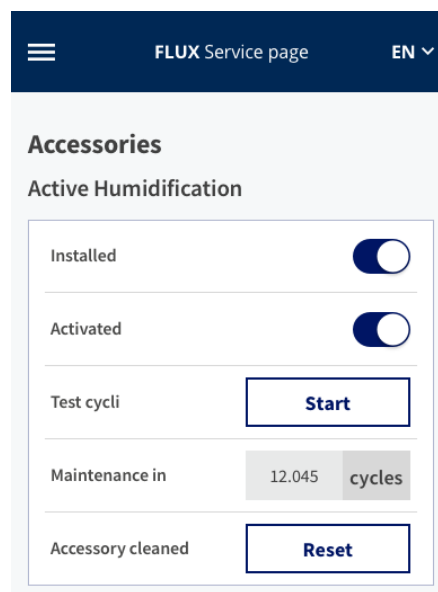 FLUX Service page EN
Accessories
Active Humidification
Installed
Activated
Test cycli Start
Maintenance in 12.045 cycles
Accessory cleaned Reset